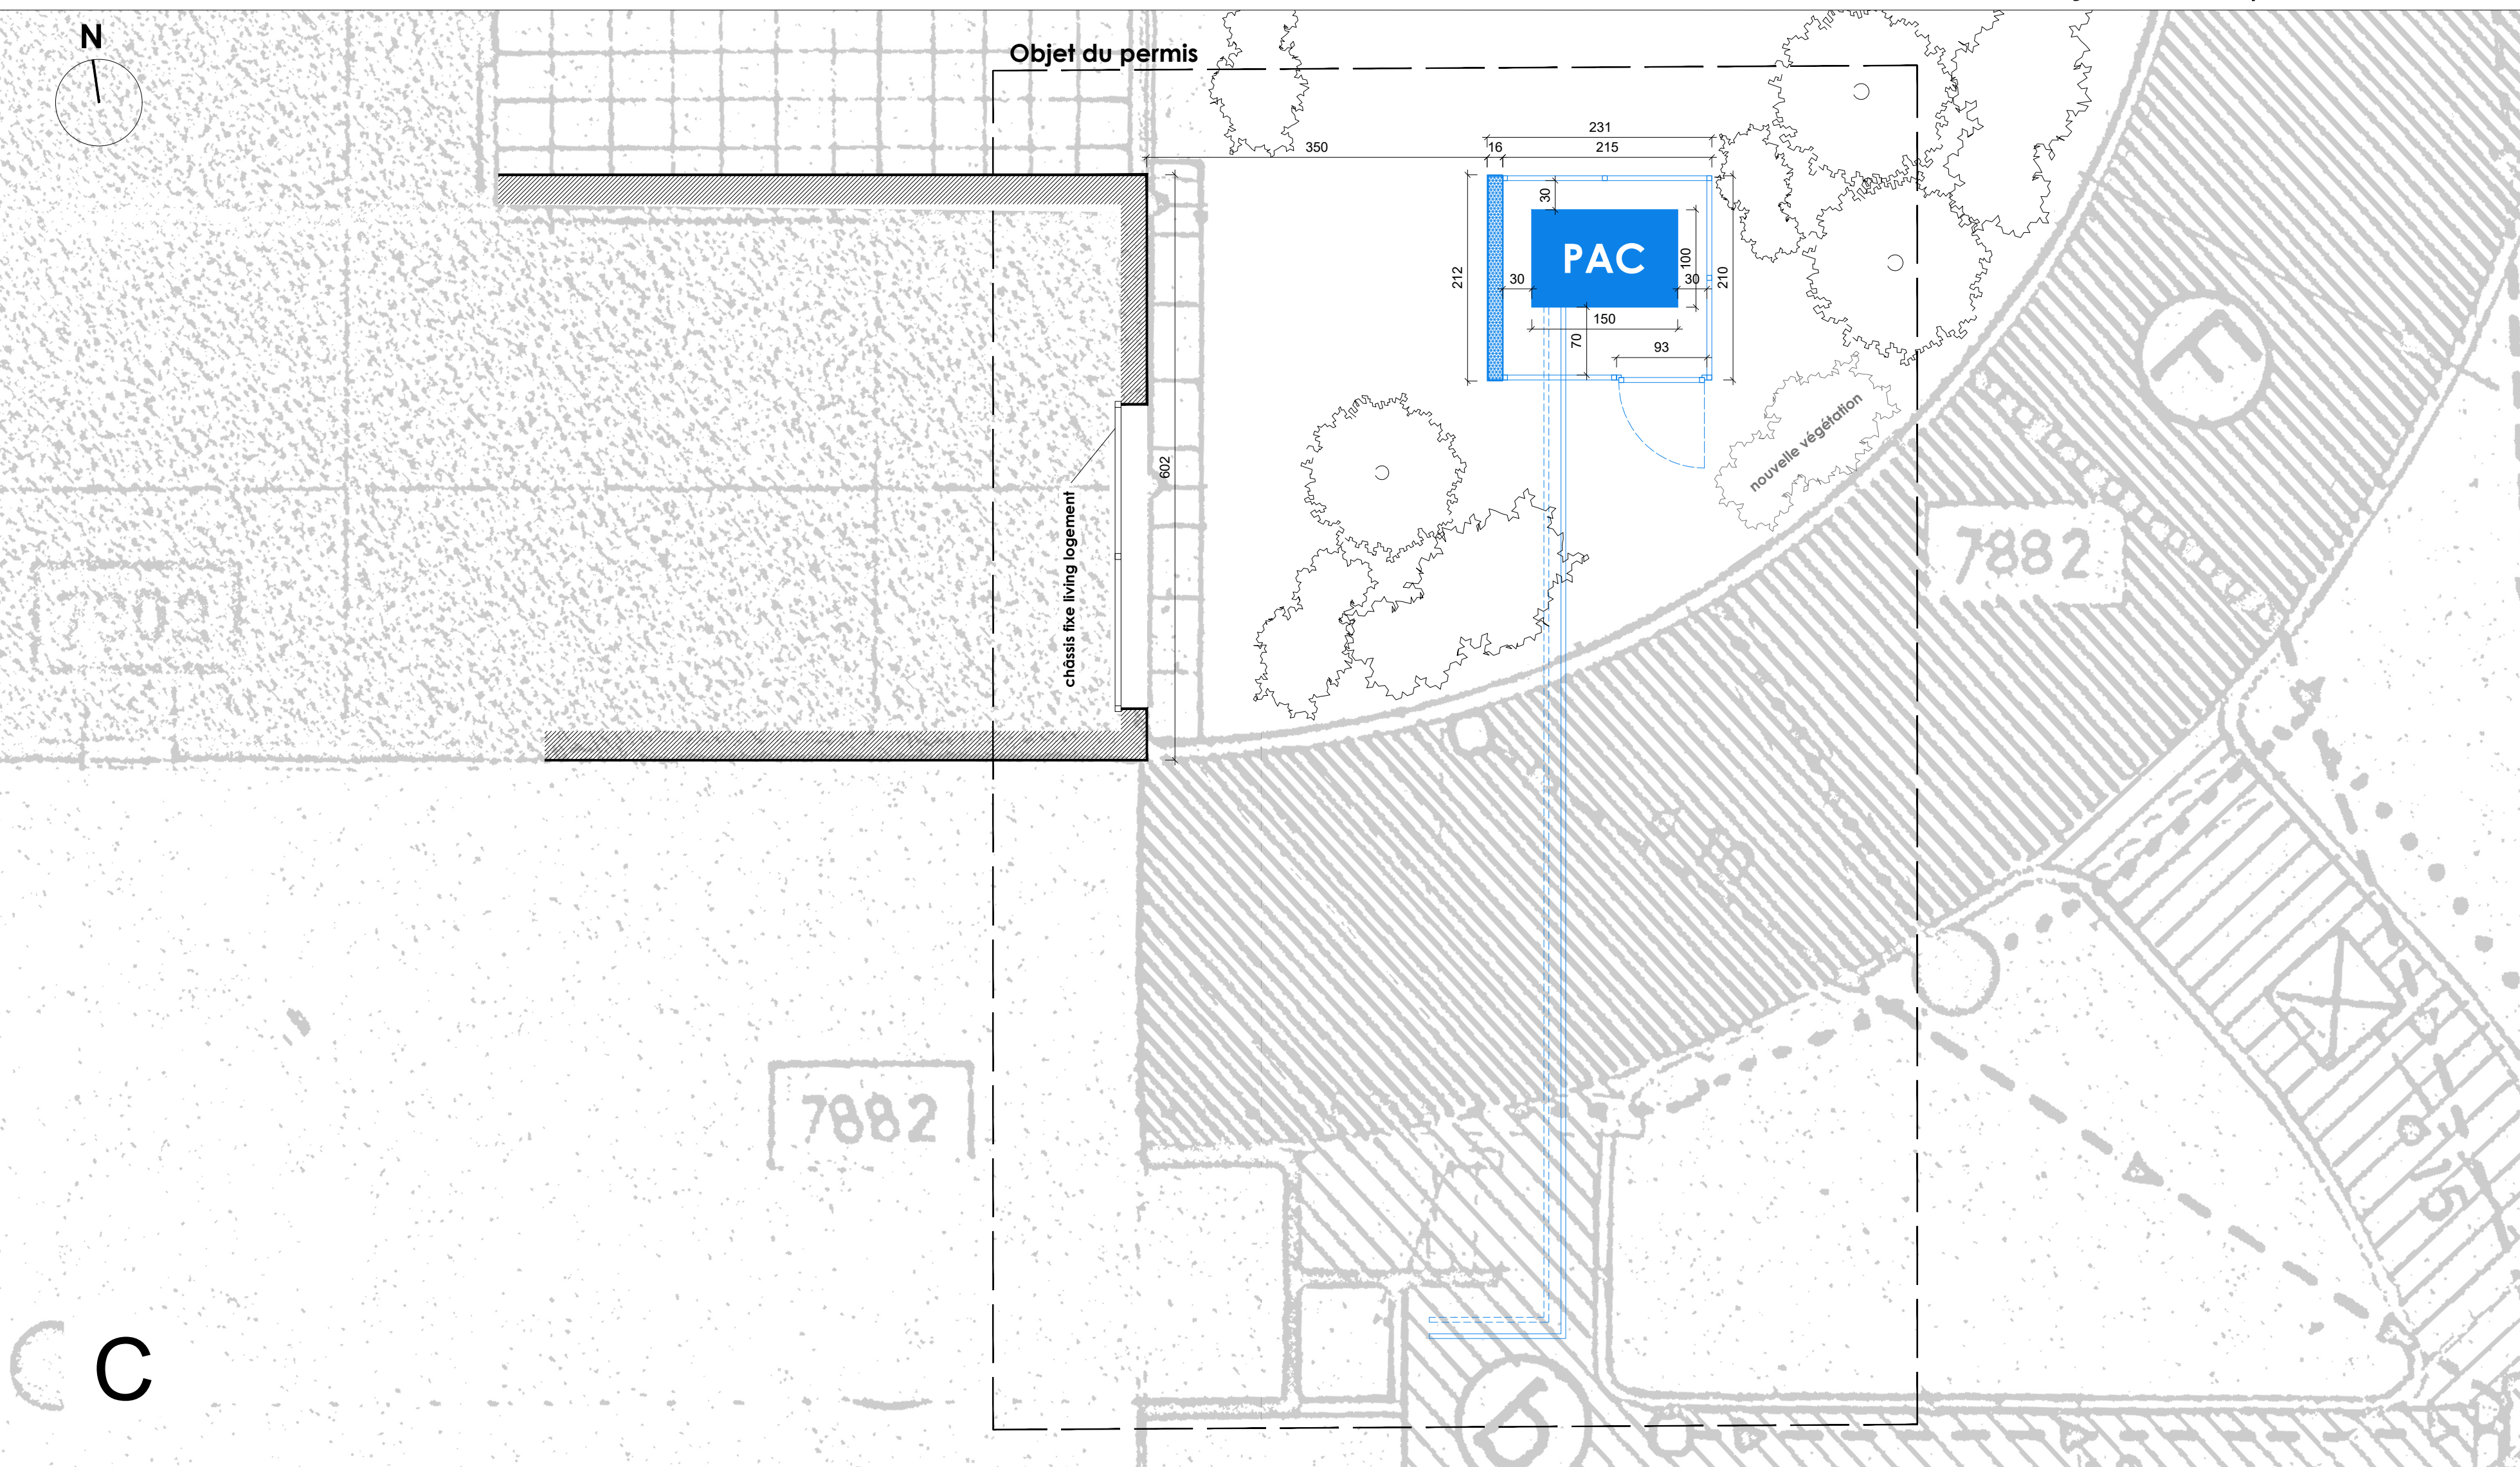 N
Objet du permis
231
350
16
215
30
PAC
100
212
30
30
210
150
70
93
nouvelle végétation
602
châssis fixe living logement
7882
7882
C